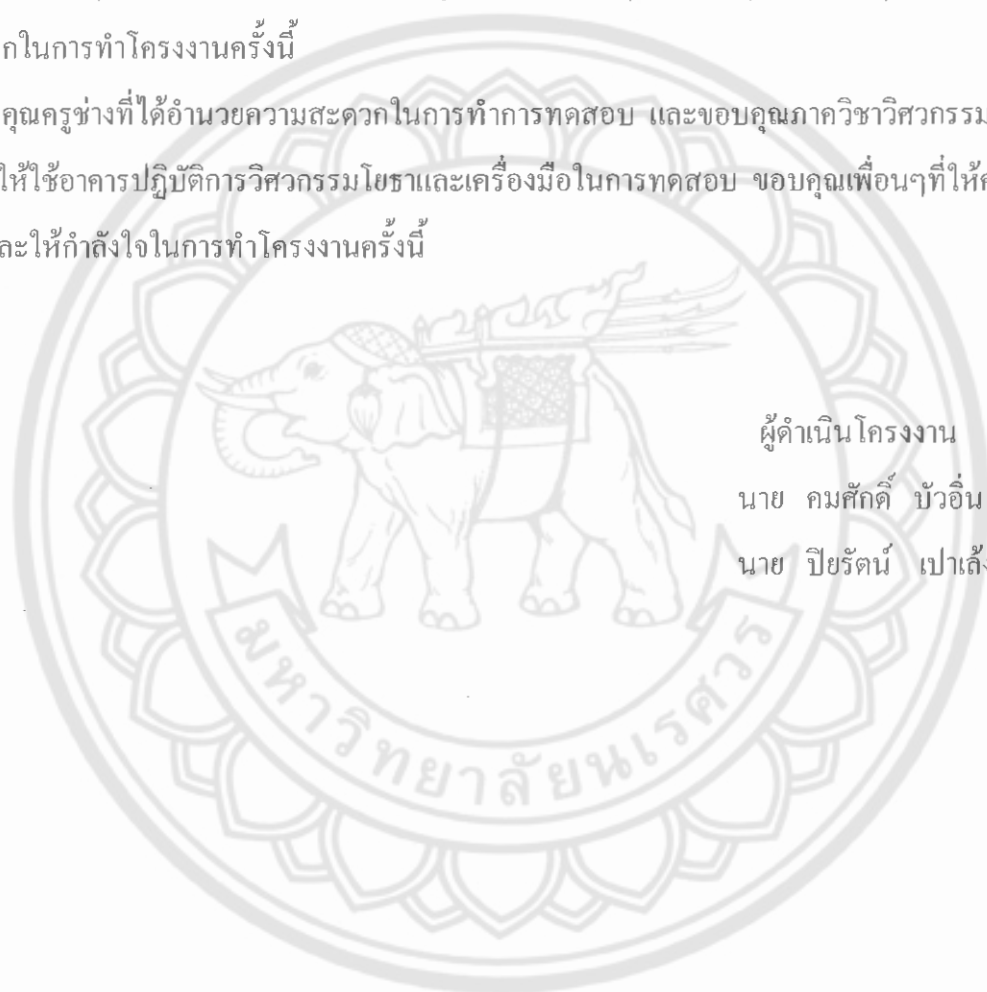 กในการทำโครงงานครั้งนี้
คุณครูช่างที่ได้อำนวยความสะดวกในการทำการทดสอบ และขอบคุณภาควิชาวิศวกรรม
ให้ใช้อาคารปฏิบัติการวิศวกรรมโยธาและเครื่องมือในการทดสอบ ขอบคุณเพื่อนๆที่ให้
ละให้กำลังใจในการทำโครงงานครั้งนี้
ผู้ดำเนินโครงงาน
นาย คมศักดิ์ บัวอิ่น
นาย ปิยรัตน์ เปาเล้ง
มหาวิทยาลัยนเรศวร